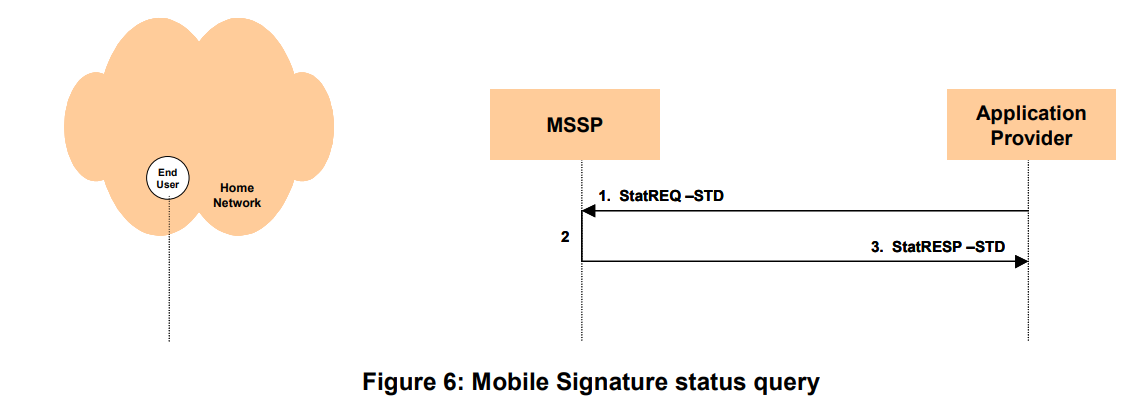 MSSP
Application
Provider
End
User
Home
Network
1. StatREQ –STD
2
3. StatRESP –STD
Figure 6: Mobile Signature status query